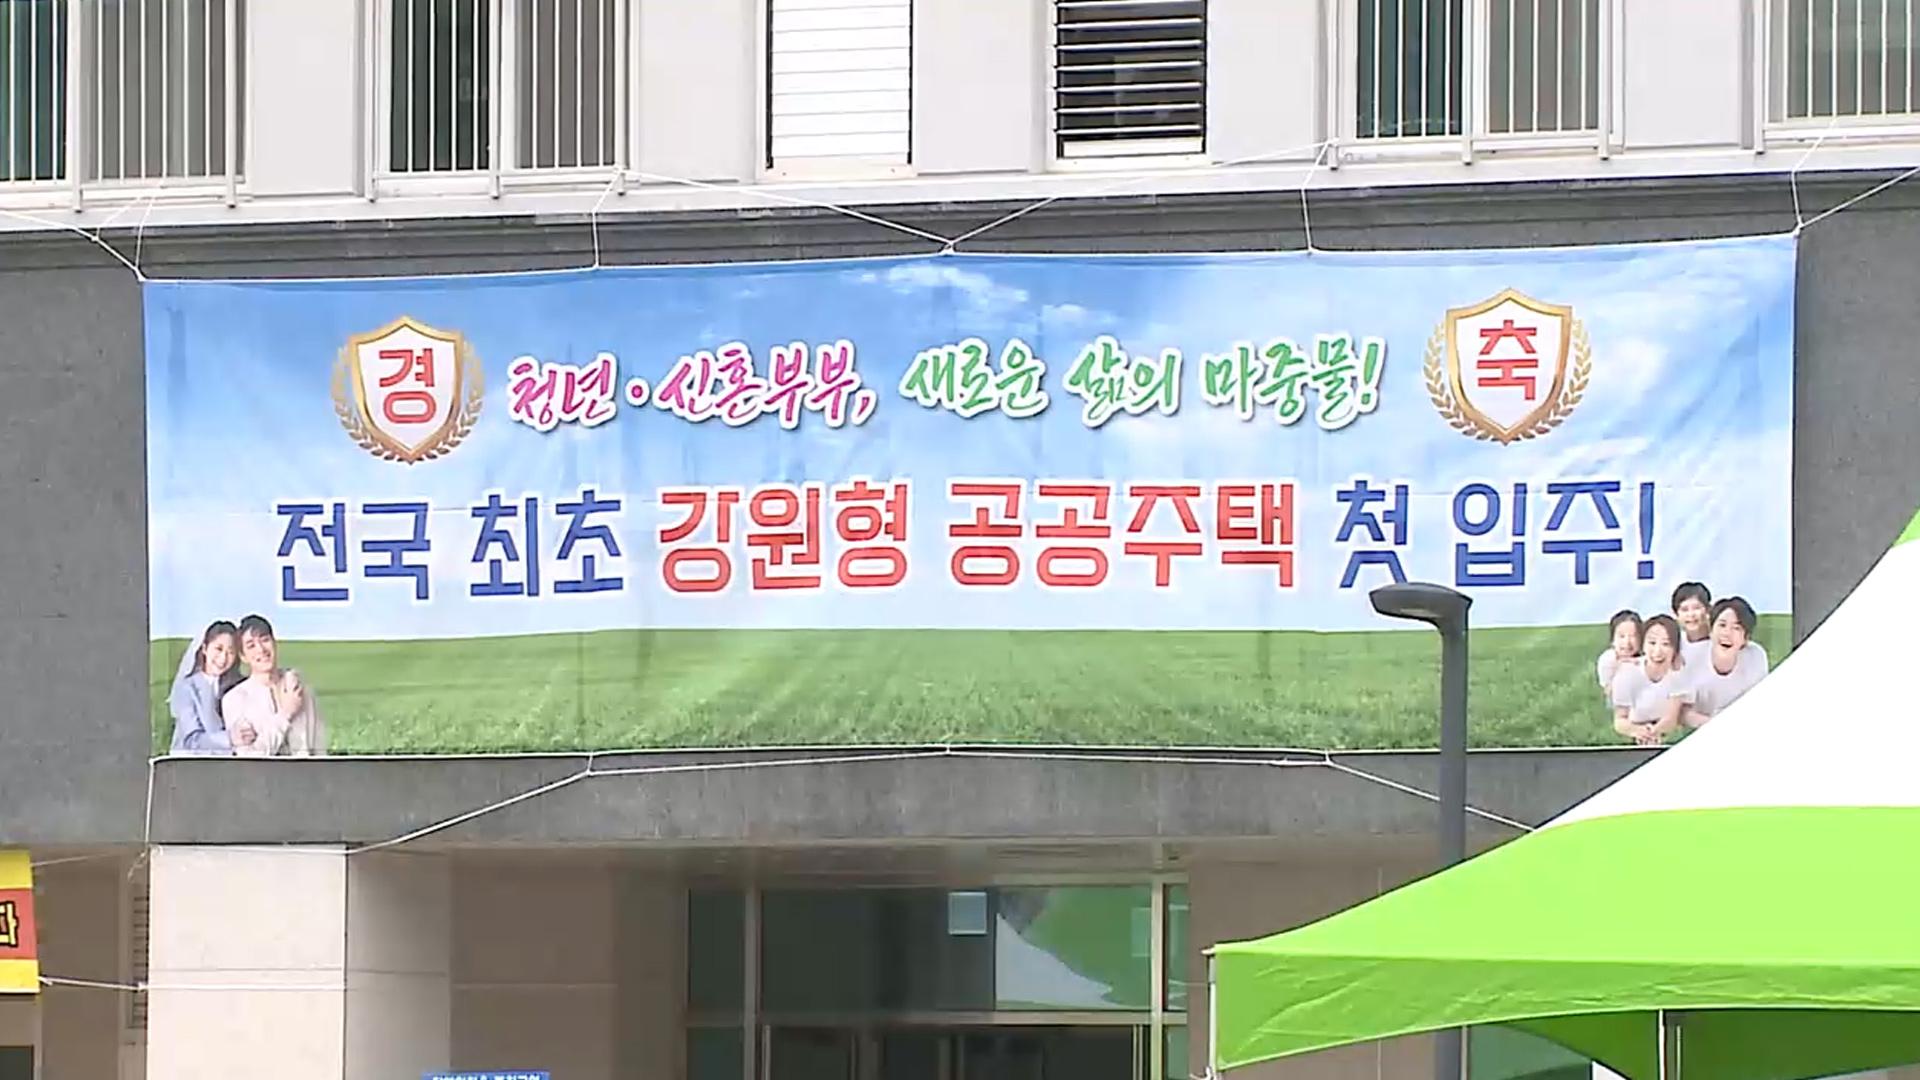 경 청년·신혼부부, 새로운 삶의 마중물! 축
전국 최초 강원형 공공주택 첫 입주!